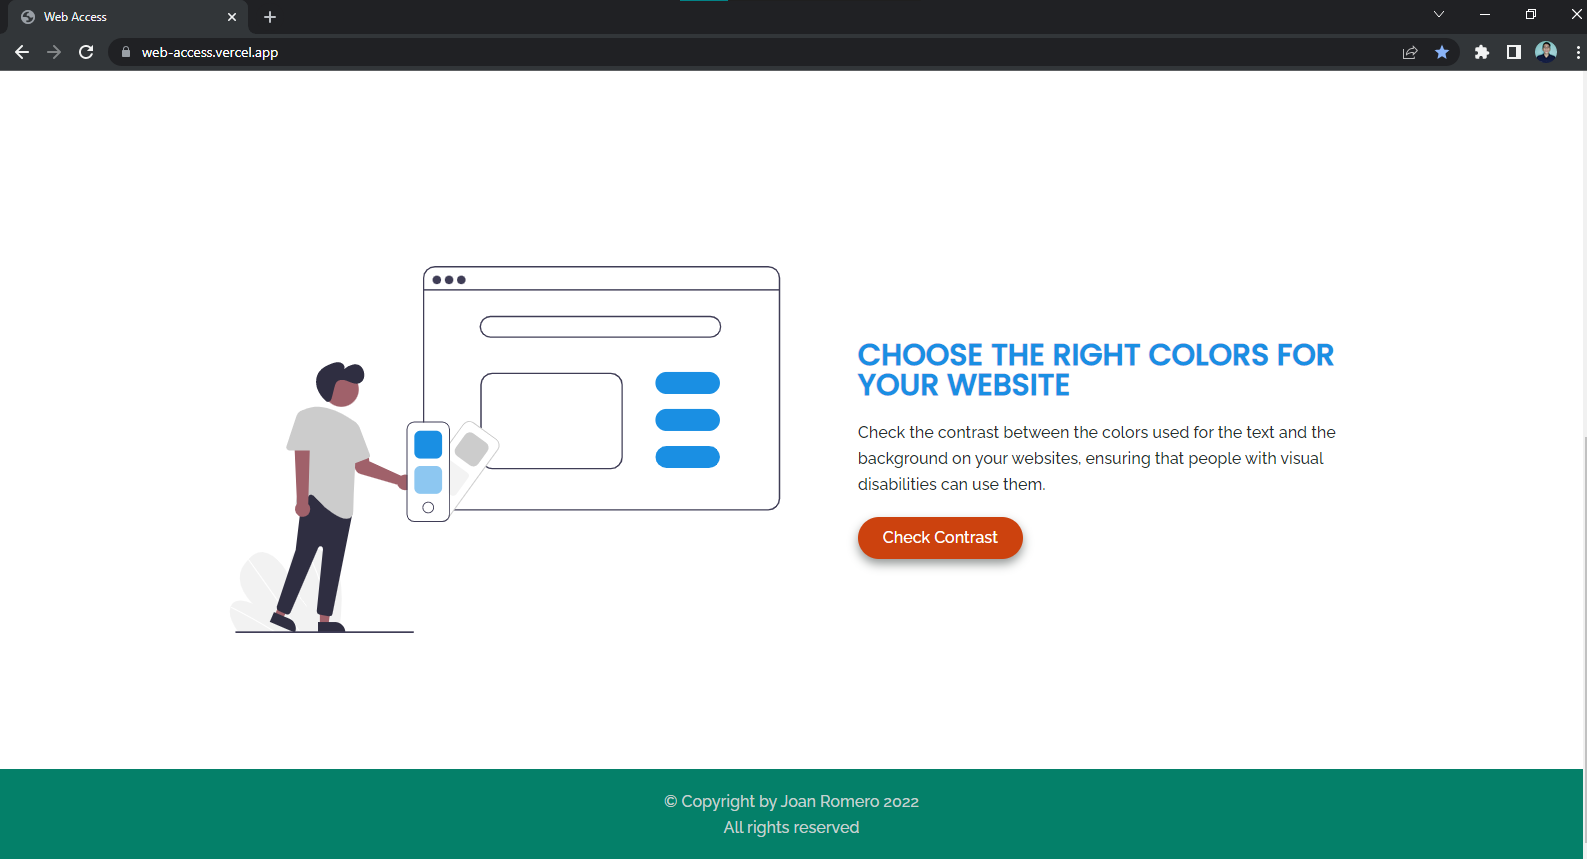 Web Access
web-access.vercel.app
CHOOSE THE RIGHT COLORS FOR
YOUR WEBSITE
Check the contrast between the colors used for the text and the
background on your websites, ensuring that people with visual
disabilities can use them.
Check Contrast
© Copyright by Joan Romero 2022
All rights reserved